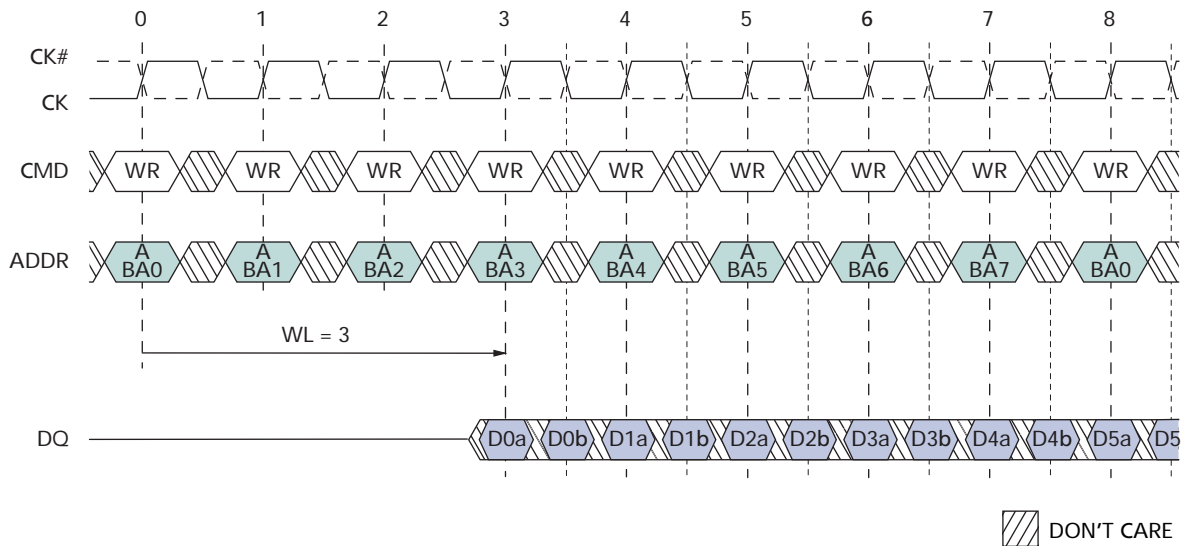 0 1 2 3 4 5 6 7 8
CK#
CK
CMD WR WR WR WR WR WR WR WR WR
A A A A A A A A A
ADDR BA0 BA1 BA2 BA3 BA4 BA5 BA6 BA7 BA0
WL = 3
DQ D0a D0b D1a D1b D2a D2b D3a D3b D4a D4b D5a D5
DON'T CARE